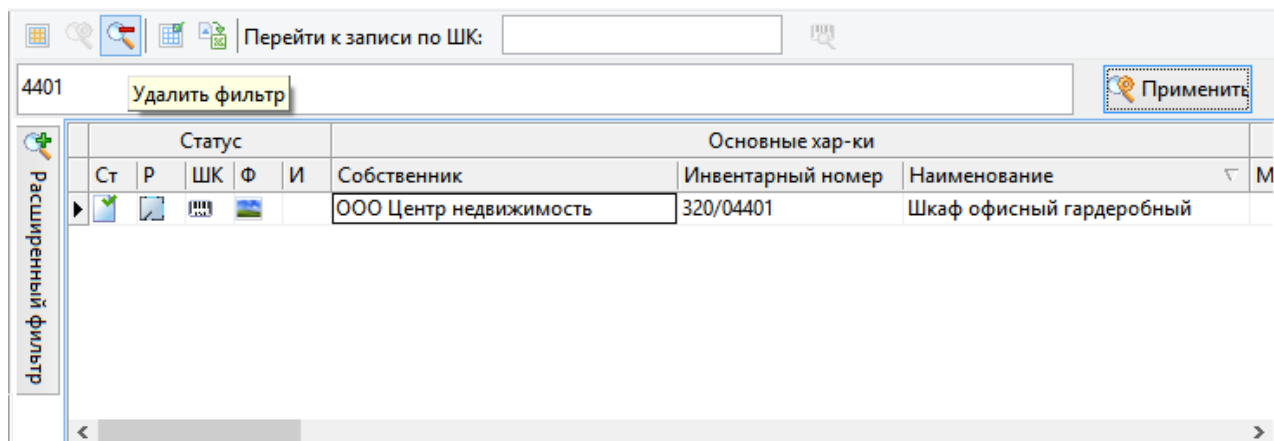 Перейти к записи по ШК:
4401
Удалить фильтр
Применить
Расширенный фильтр
Статус Основные хар-ки
Ст Р ШК Ф И Собственник Инвентарный номер Наименование М
ООО Центр недвижимость 320/04401 Шкаф офисный гардеробный